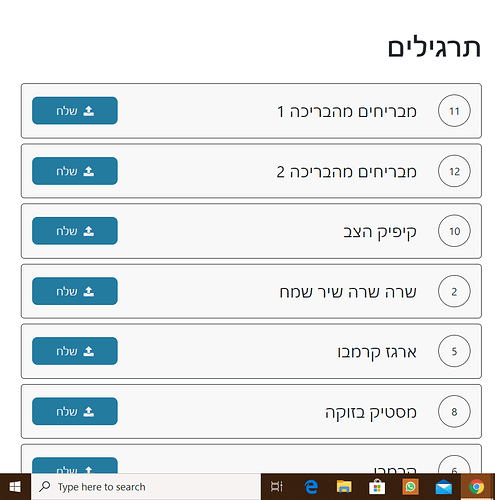 תרגילים
11 מבריחים מהבריכה 1 שלח
12 מבריחים מהבריכה 2 שלח
10 קיפיק הצב שלח
2 שרה שרה שיר שמח שלח
5 ארגז קרמבו שלח
8 מסטיק בזוקה שלח
6 קרמבו שלח
Type here to search